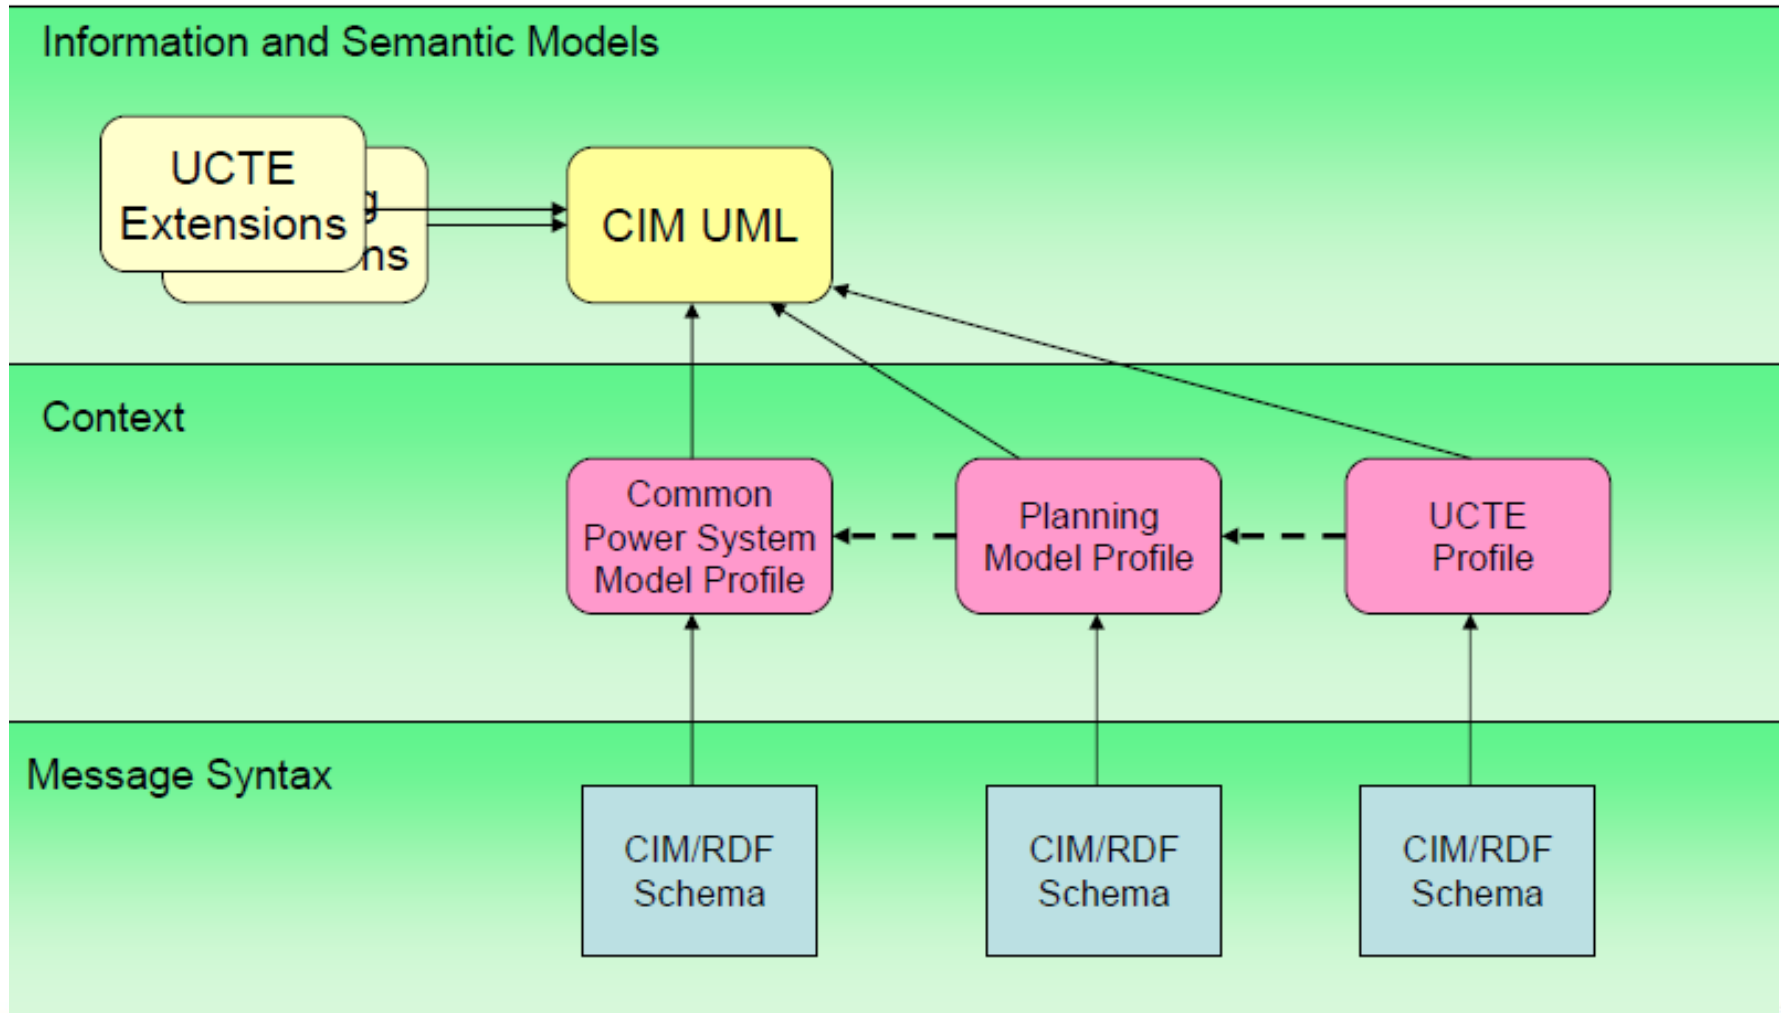 Information and Semantic Models
UCTE
Extensions
g
ns
CIM UML
Context
Common
Power System
Model Profile
Planning
Model Profile
UCTE
Profile
Message Syntax
CIM/RDF
Schema
CIM/RDF
Schema
CIM/RDF
Schema